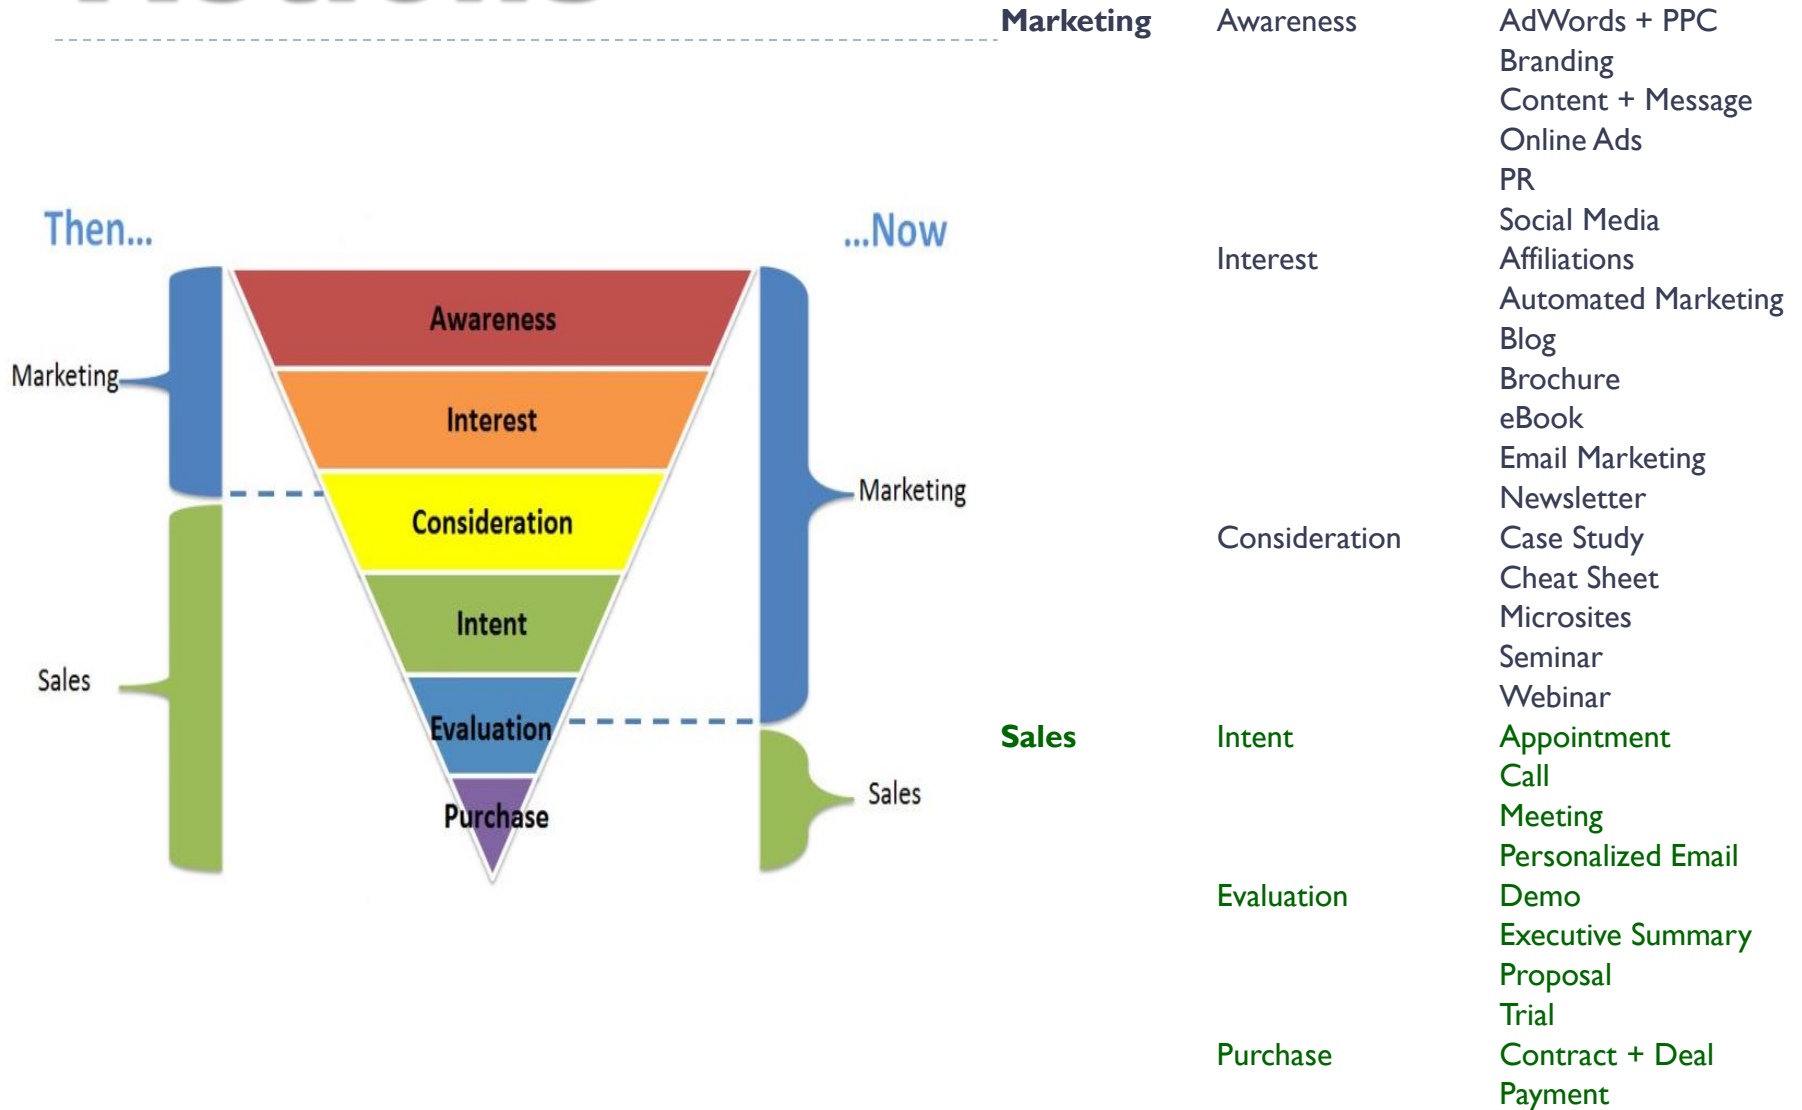 Marketing Awareness AdWords + PPC
Branding
Content + Message
Online Ads
PR
Social Media
Interest Affiliations
Automated Marketing
Blog
Brochure
eBook
Email Marketing
Newsletter
Consideration Case Study
Cheat Sheet
Microsites
Seminar
Webinar
Sales Intent Appointment
Call
Meeting
Personalized Email
Evaluation Demo
Executive Summary
Proposal
Trial
Purchase Contract + Deal
Payment
Then...
...Now
Marketing
Sales
Awareness
Interest
Consideration
Intent
Evaluation
Purchase
Marketing
Sales